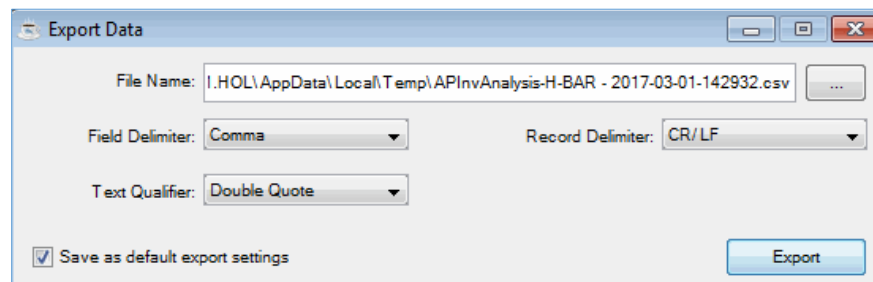 Export Data
File Name: I.HOL\AppData\Local\Temp\APInvAnalysis-H-BAR - 2017-03-01-142932.csv ...
Field Delimiter: Comma Record Delimiter: CR/LF
Text Qualifier: Double Quote
Save as default export settings Export